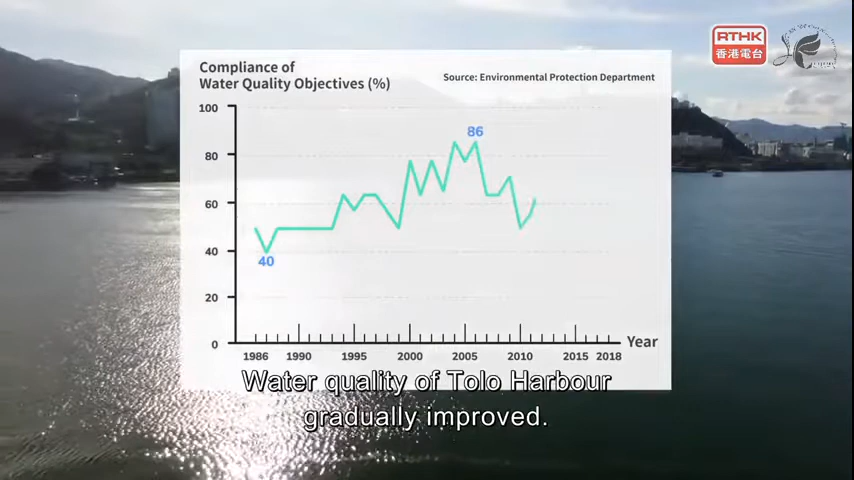 RTHK
香港電台
Compliance of
Water Quality Objectives (%)
Source: Environmental Protection Department
100
80
60
40
20
0
86
40
1986 1990 1995 2000 2005 2010 2015 2018
Year
Water quality of Tolo Harbour
gradually improved.